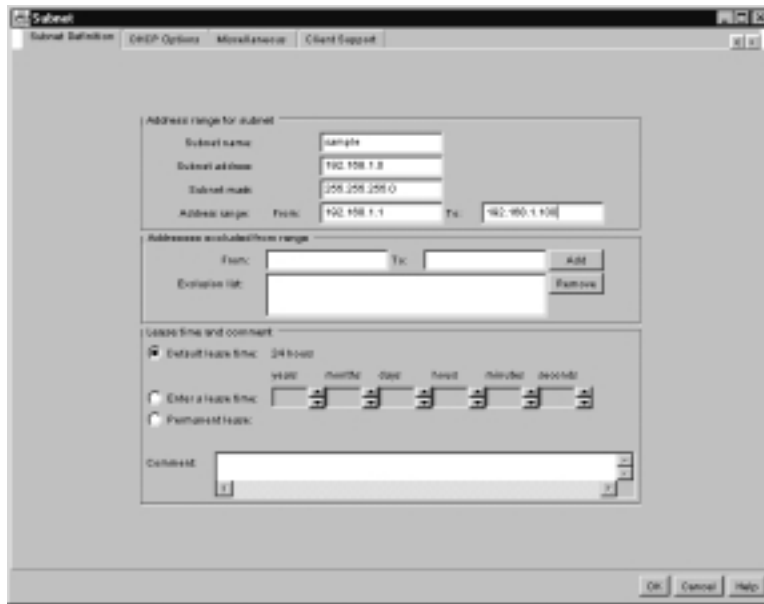 Subnet
Subnet Definition DHCP Options Miscellaneous Client Support
Address range for subnet
Subnet name: sample
Subnet address: 192.168.1.0
Subnet mask: 255.255.255.0
Address range: From: 192.168.1.1 To: 192.168.1.100
Addresses excluded from range
From: To: Add
Exclusion list: Remove
Lease time and comment
Default lease time: 24 hours
years months days hours minutes seconds
Enter a lease time:
Permanent lease:
Comment:
OK Cancel Help